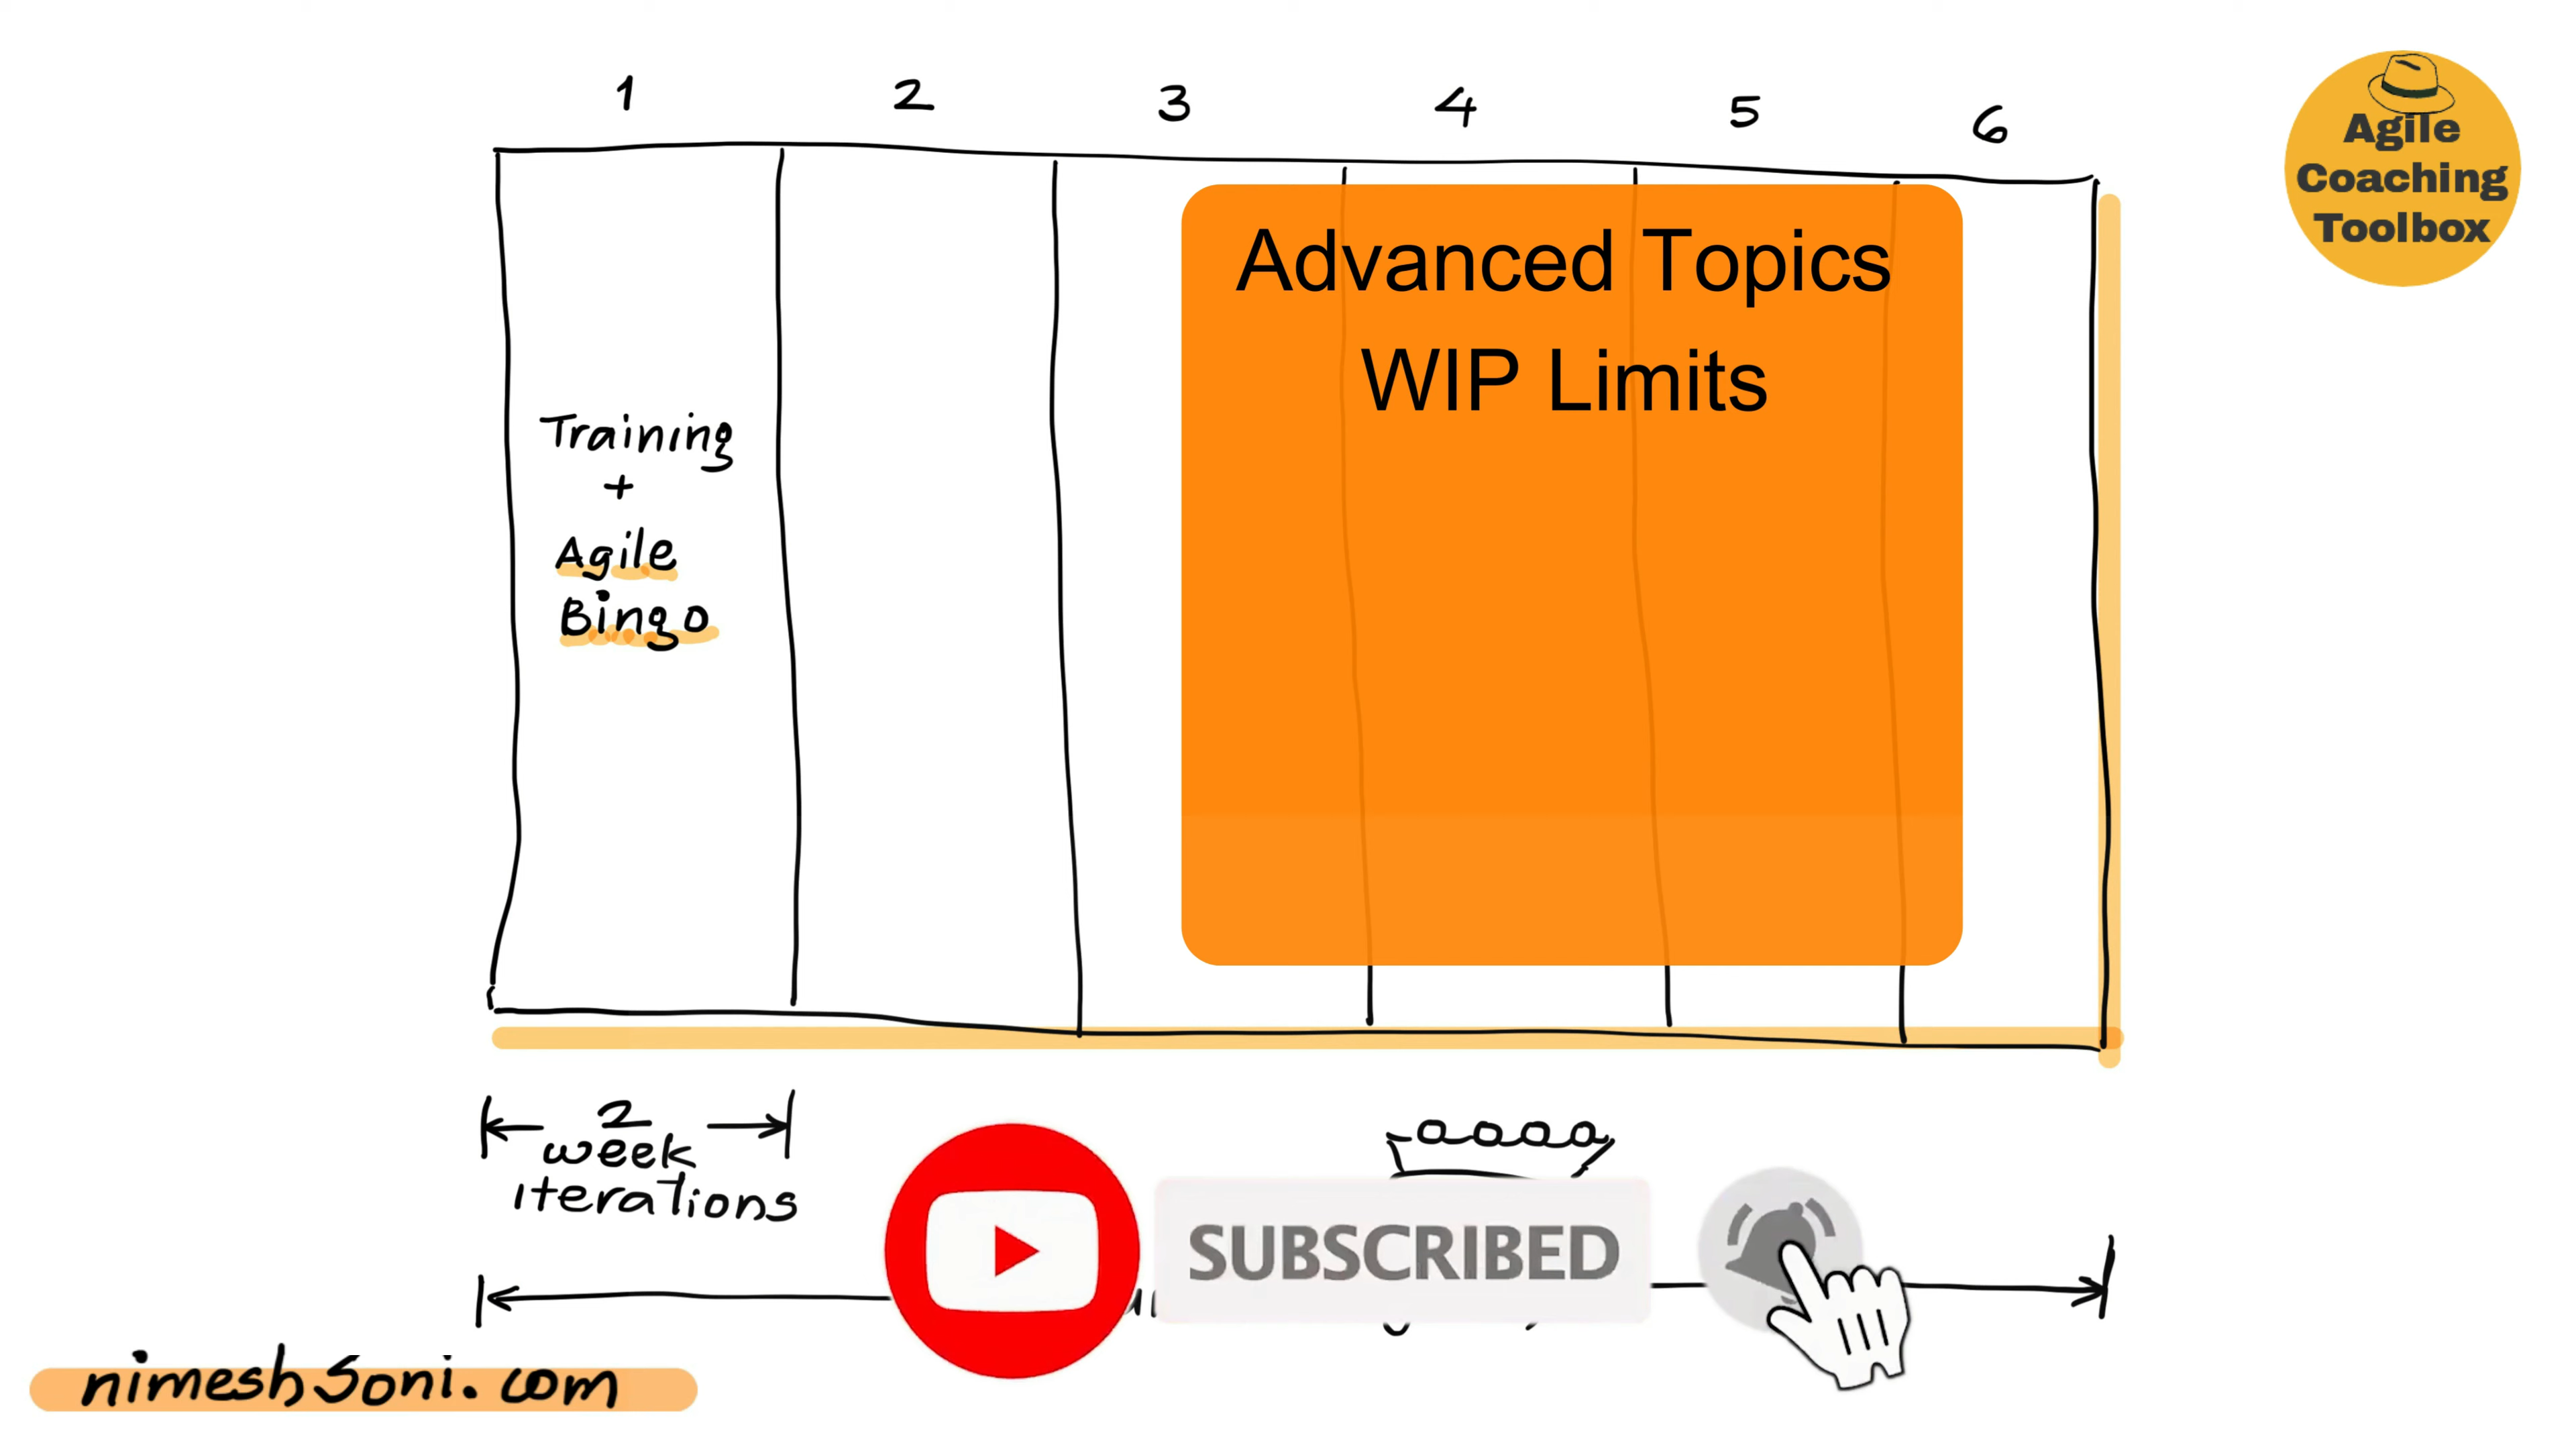 1 2 3 4 5 6
Agile
Coaching
Toolbox
Advanced Topics
WIP Limits
Training
+
Agile
Bingo
2
week
iterations
SUBSCRIBED
nimeshsoni.com